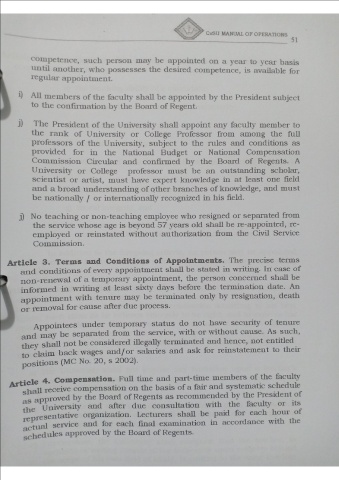 CotSU MANUAL OF OPERATIONS
51
competence, such person may be appointed on a year to year basis
until another, who possesses the desired competence, is available for
regular appointment.
i) All members of the faculty shall be appointed by the President subject
to the confirmation by the Board of Regent.
j) The President of the University shall appoint any faculty member to
the rank of University or College Professor from among the full
professors of the University, subject to the rules and conditions as
provided for in the National Budget or National Compensation
Commission Circular and confirmed by the Board of Regents. A
University or College professor must be an outstanding scholar,
scientist or artist, must have expert knowledge in at least one field
and a broad understanding of other branches of knowledge, and must
be nationally / or internationally recognized in his field.
j) No teaching or non-teaching employee who resigned or separated from
the service whose age is beyond 57 years old shall be re-appointed, re-
employed or reinstated without authorization from the Civil Service
Commission.
Article 3. Terms and Conditions of Appointments. The precise terms
and conditions of every appointment shall be stated in writing. In case of
non-renewal of a temporary appointment, the person concerned shall be
informed in writing at least sixty days before the termination date. An
appointment with tenure may be terminated only by resignation, death
or removal for cause after due process.
Appointees under temporary status do not have security of tenure
and may be separated from the service, with or without cause. As such,
they shall not be considered illegally terminated and hence, not entitled
to claim back wages and/or salaries and ask for reinstatement to their
positions (MC No. 20, s 2002).
Article 4. Compensation. Full time and part-time members of the faculty
shall receive compensation on the basis of a fair and systematic schedule
as approved by the Board of Regents as recommended by the President of
the University and after due consultation with the faculty or its
representative organization. Lecturers shall be paid for each hour of
actual service and for each final examination in accordance with the
schedules approved by the Board of Regents.